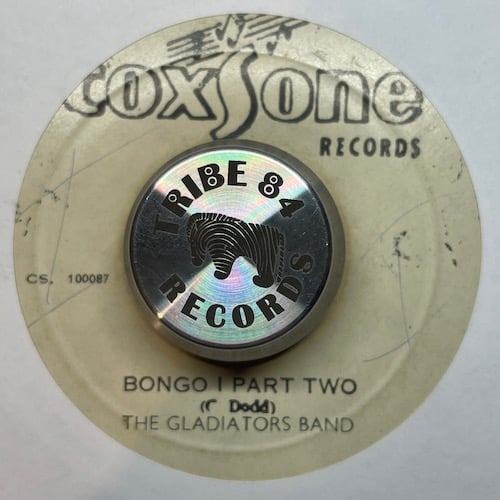 coxsone
RECORDS
TRIBE 84
RECORDS
CS. 100087
BONGO I PART TWO
(C Dodd)
THE GLADIATORS BAND